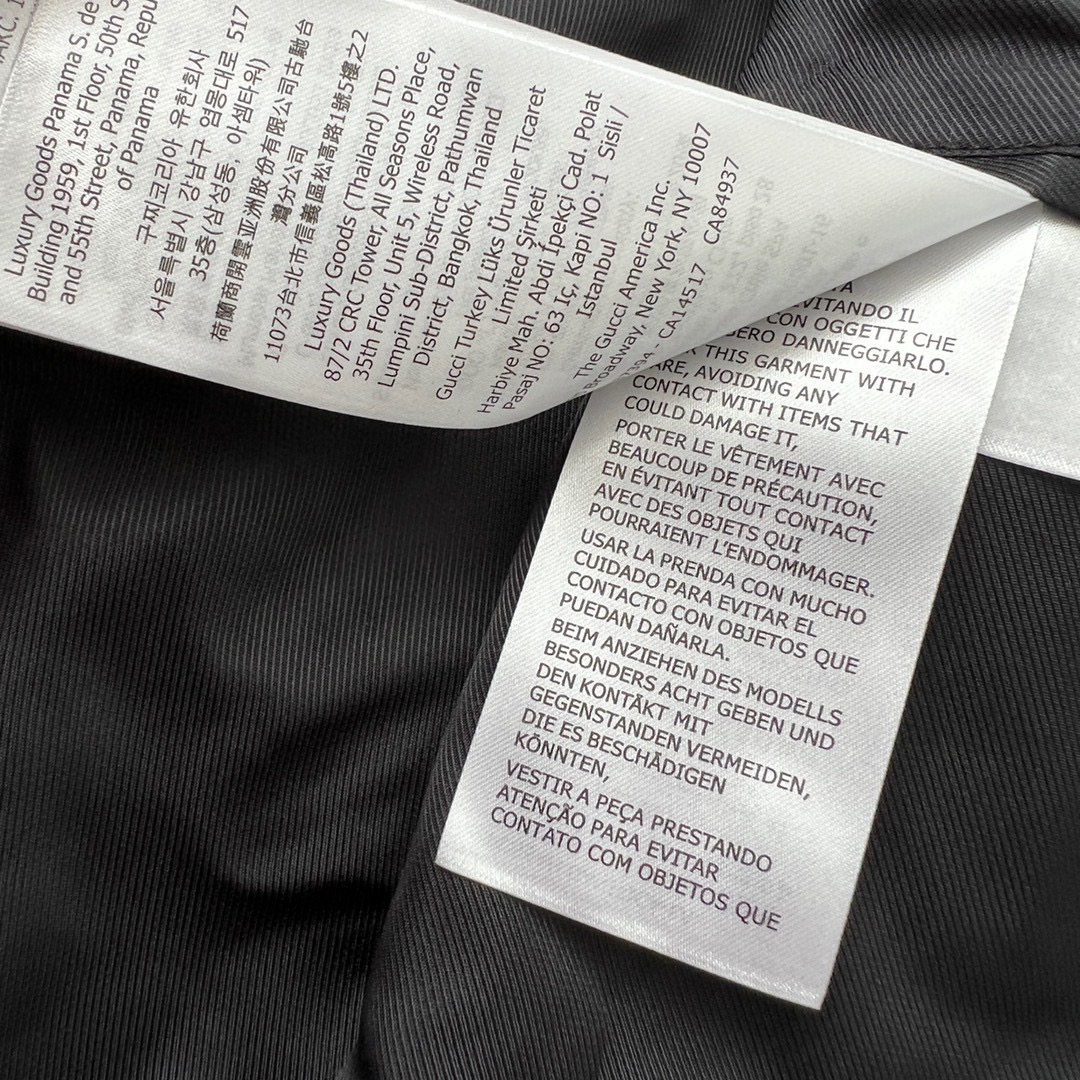 Luxury Goods Panama S. de
Building 1959, 1st Floor, 50th S
and 55th Street, Panama, Repu
of Panama
구찌코리아 유한회사
서울특별시 강남구 영동대로 517
35층(삼성동, 아셈타워)
荷蘭商開雲亚洲股份有限公司古馳台
灣分公司
11073台北市信義區松高路1號5樓之2
Luxury Goods (Thailand) LTD.
87/2 CRC Tower, All Seasons Place,
35th Floor, Unit 5, Wireless Road,
Lumpini Sub-District, Pathumwan
District, Bangkok, Thailand
Gucci Turkey Lüks Ürunler Ticaret
Limited Şirketi
Harbiye Mah. Abdi İpekçi Cad. Polat
Pasaj NO: 63 Iç, Kapi NO: 1 Sisli /
Istanbul
The Gucci America Inc.
Broadway, New York, NY 10007
CA14517 CA84937
EVITANDO IL
CON OGGETTI CHE
DANNEGGIARLO.
THIS GARMENT WITH
AVOIDING ANY
CONTACT WITH ITEMS THAT
COULD DAMAGE IT,
PORTER LE VÊTEMENT AVEC
BEAUCOUP DE PRÉCAUTION,
EN ÉVITANT TOUT CONTACT
AVEC DES OBJETS QUI
POURRAIENT L'ENDOMMAGER.
USAR LA PRENDA CON MUCHO
CUIDADO PARA EVITAR EL
CONTACTO CON OBJETOS QUE
PUEDAN DAÑARLA.
BEIM ANZIEHEN DES MODELLS
BESONDERS ACHT GEBEN UND
DEN KONTÄKT MIT
GEGENSTANDEN VERMEIDEN,
DIE ES BESCHÄDIGEN
KÖNNTEN,
VESTIR A PEÇA PRESTANDO
ATENÇÃO PARA EVITAR
CONTATO COM OBJETOS QUE